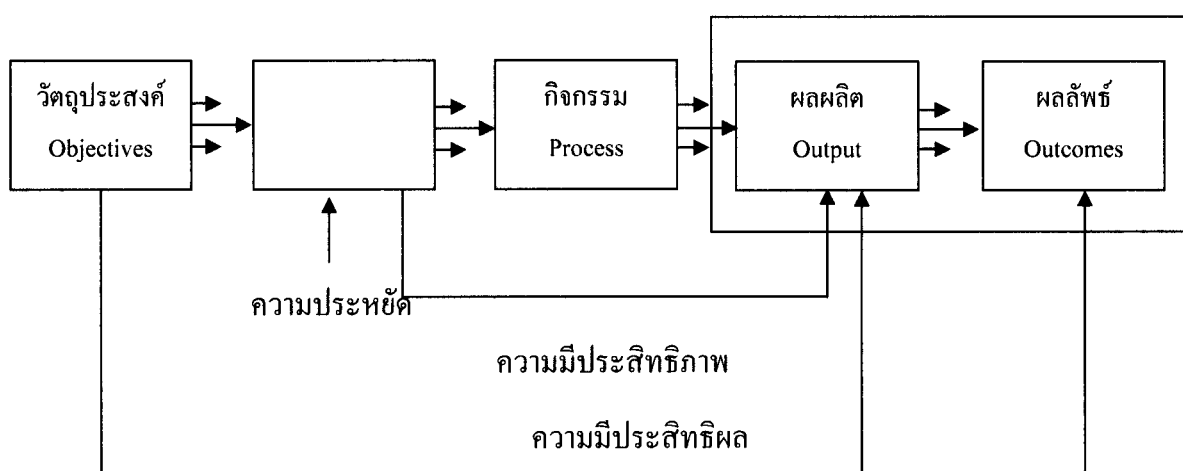 วัตถุประสงค์
Objectives
กิจกรรม
Process
ผลผลิต
Output
ผลลัพธ์
Outcomes
ความประหยัด
ความมีประสิทธิภาพ
ความมีประสิทธิผล